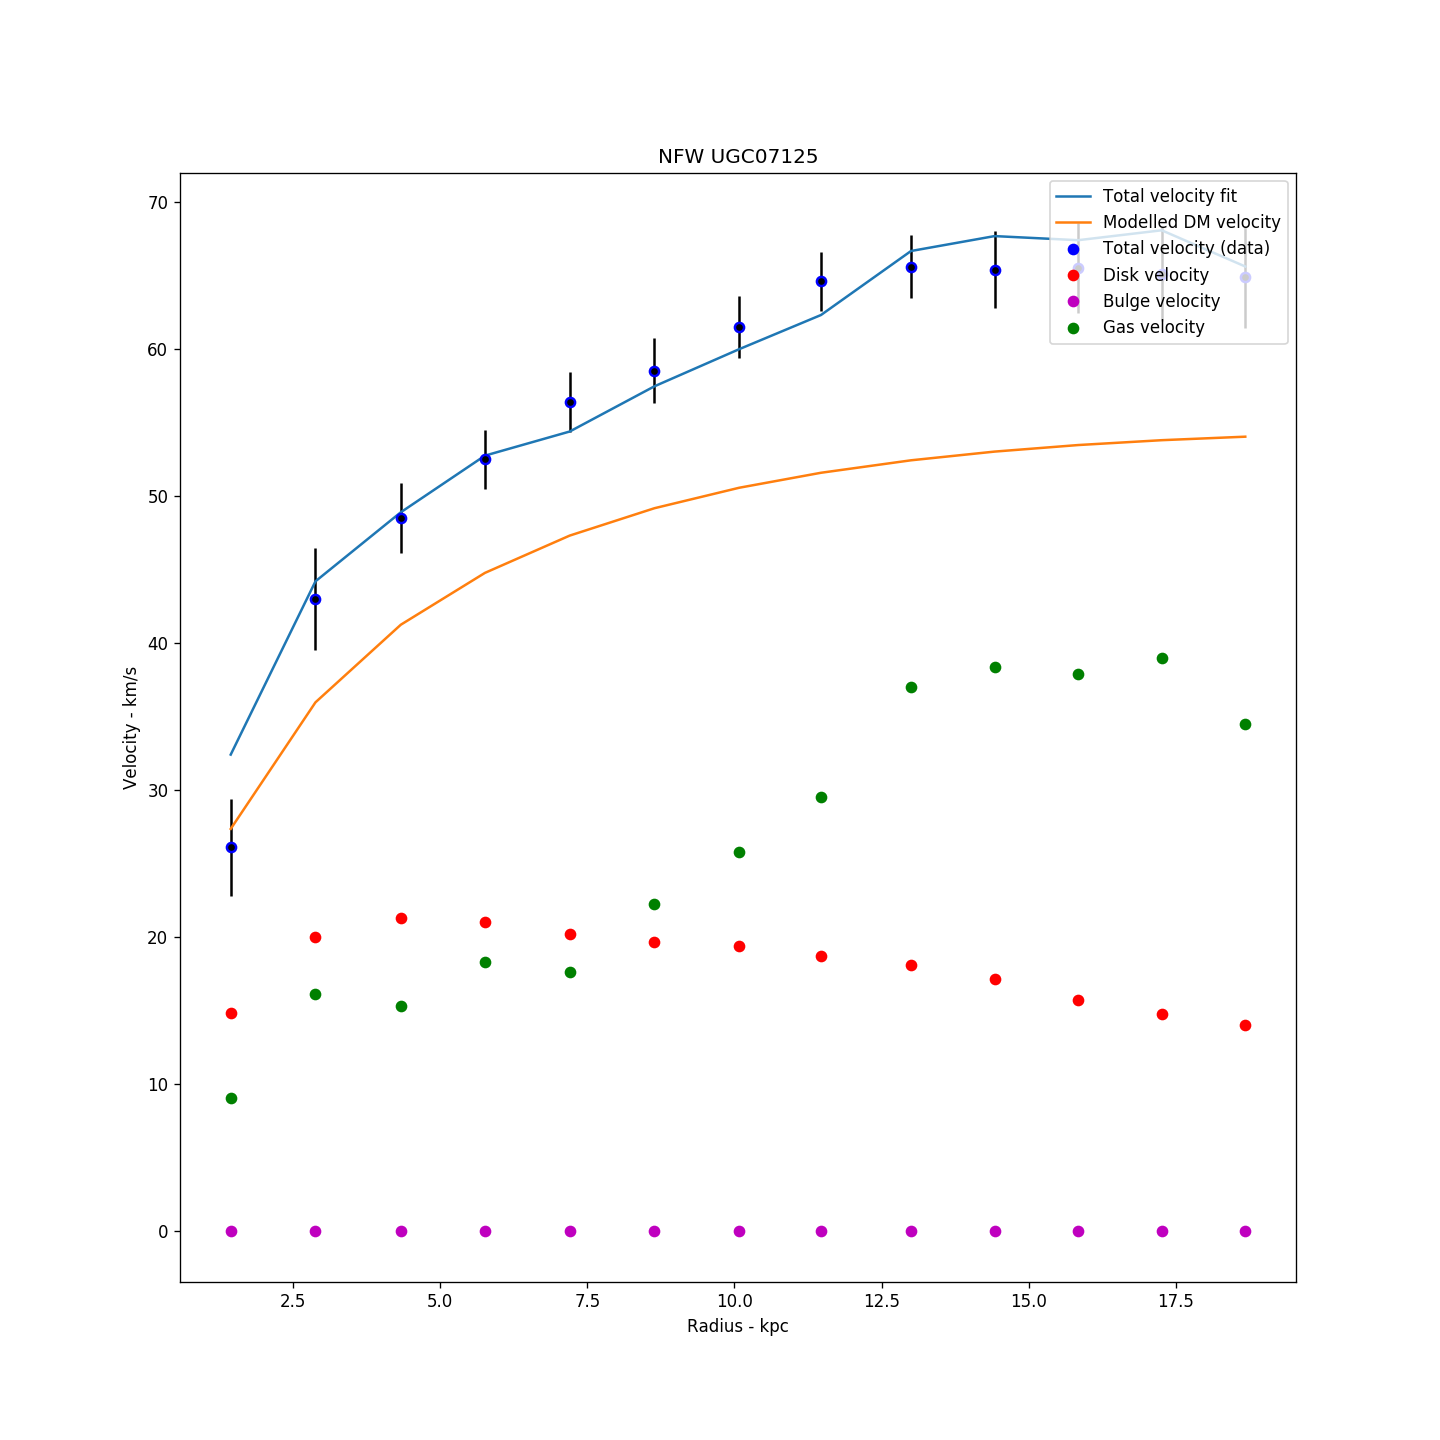 NFW UGC07125
70
60
50
40
30
20
10
0
Velocity - km/s
Total velocity fit
Modelled DM velocity
Total velocity (data)
Disk velocity
Bulge velocity
Gas velocity
2.5 5.0 7.5 10.0 12.5 15.0 17.5
Radius - kpc